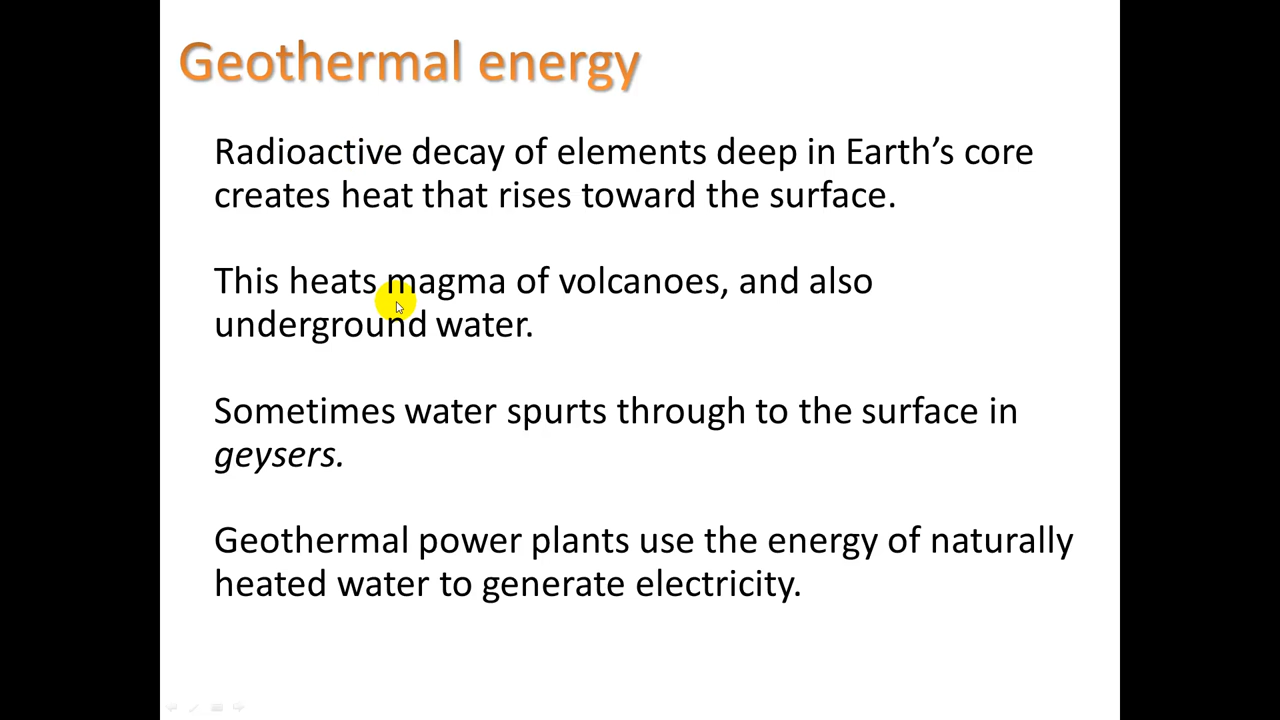 Geothermal energy
Radioactive decay of elements deep in Earth’s core
creates heat that rises toward the surface.
This heats magma of volcanoes, and also
underground water.
Sometimes water spurts through to the surface in
geysers.
Geothermal power plants use the energy of naturally
heated water to generate electricity.